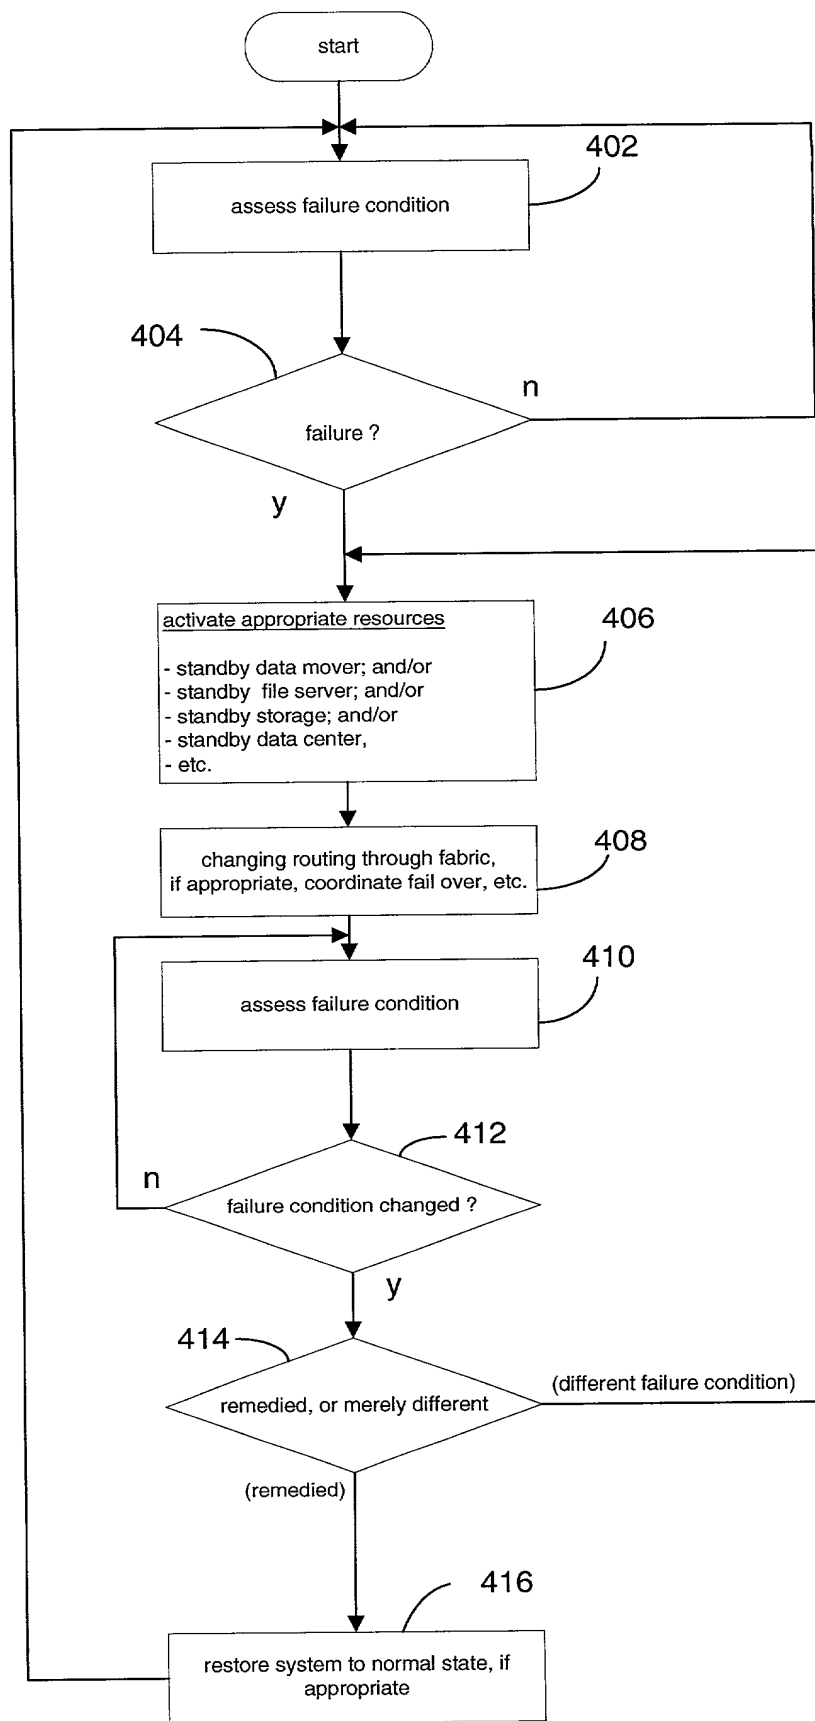 start
402
assess failure condition
404
n
failure ?
y
activate appropriate resources
406
- standby data mover; and/or
- standby file server; and/or
- standby storage; and/or
- standby data center,
- etc.
changing routing through fabric,
if appropriate, coordinate fail over, etc.
408
410
assess failure condition
412
n
failure condition changed ?
y
414
(different failure condition)
remedied, or merely different
(remedied)
416
restore system to normal state, if
appropriate